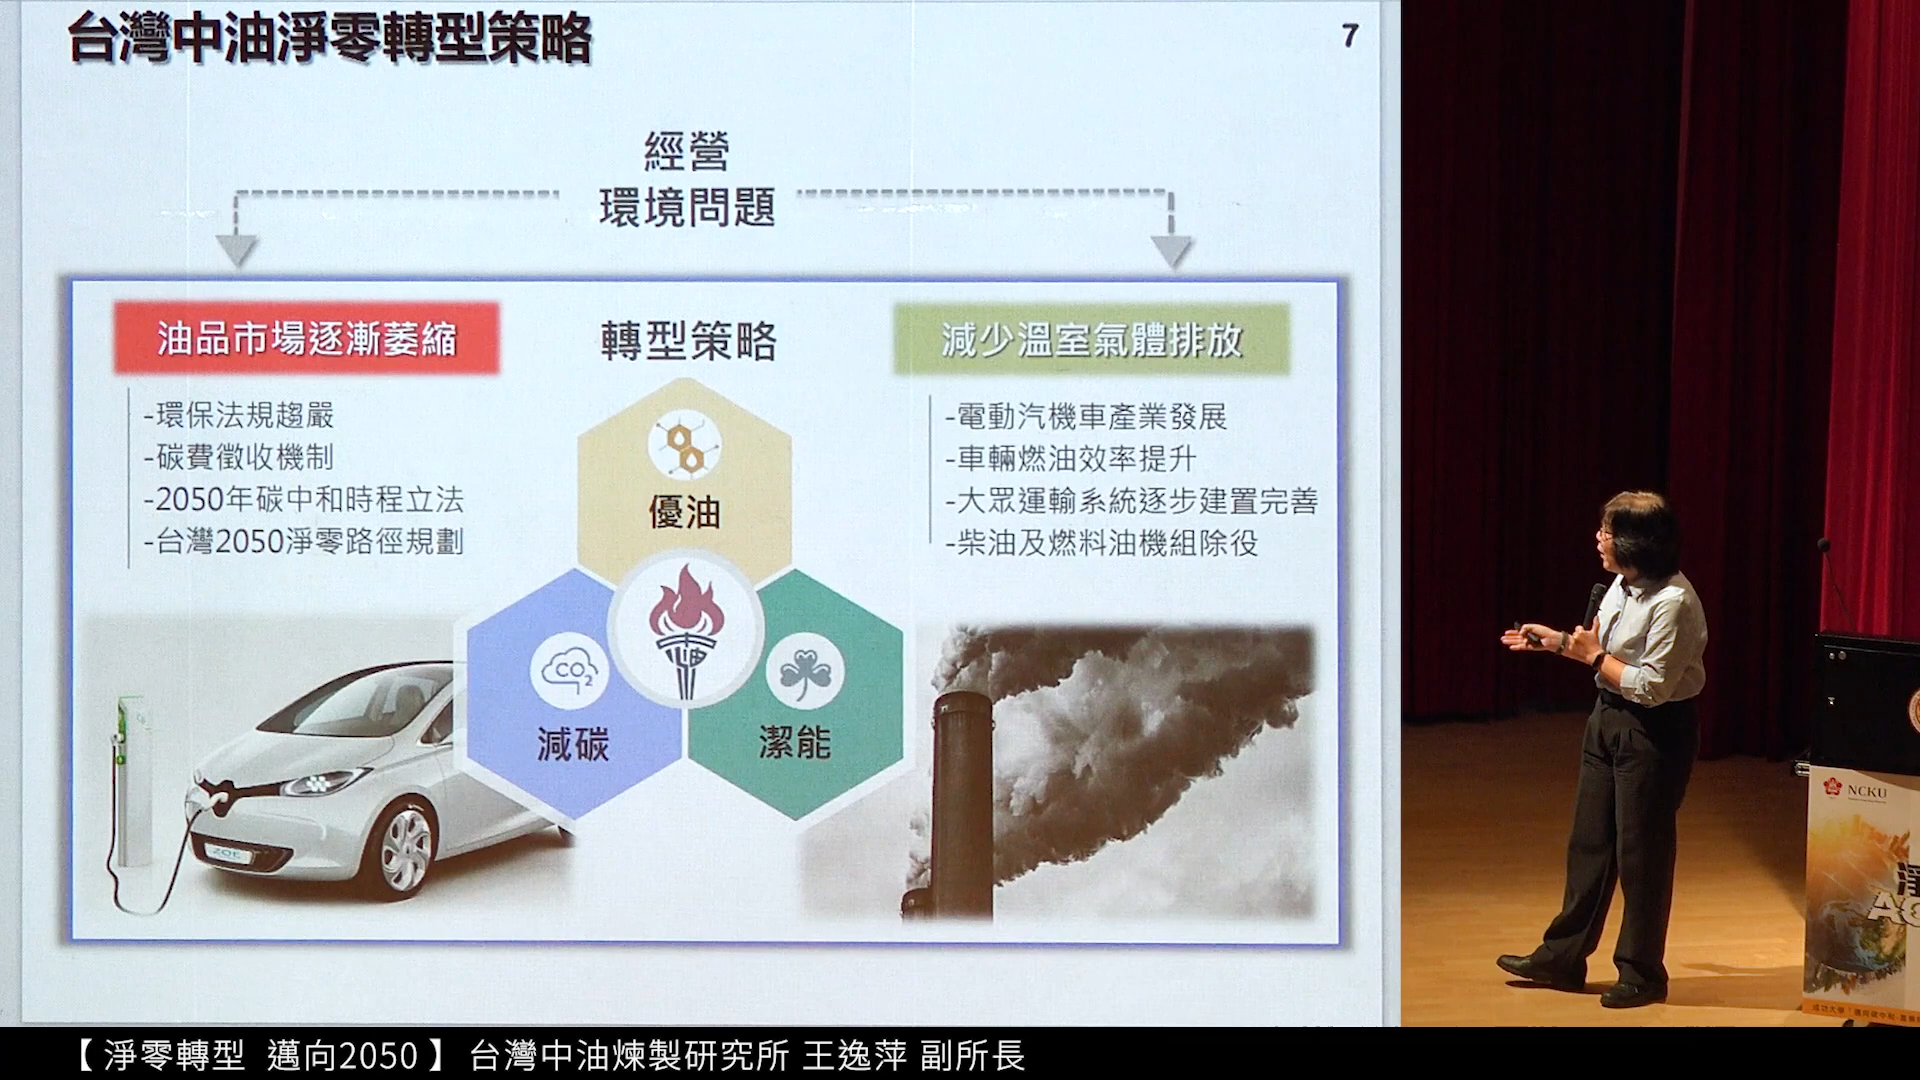 台灣中油淨零轉型策略
7
經營
環境問題
油品市場逐漸萎縮
-環保法規趨嚴
-碳費徵收機制
-2050年碳中和時程立法
-台灣2050淨零路徑規劃
轉型策略
優油
減碳
CO2
潔能
中油
減少溫室氣體排放
-電動汽機車產業發展
-車輛燃油效率提升
-大眾運輸系統逐步建置完善
-柴油及燃料油機組除役
ZOE
NCKU
淨
【淨零轉型 邁向2050】台灣中油煉製研究所 王逸萍 副所長